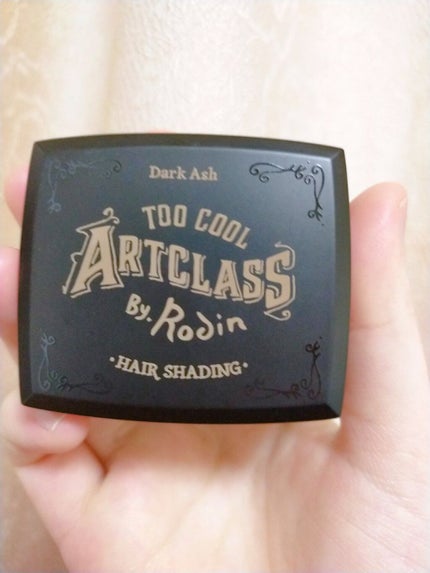 Dark Ash
TOO COOL
ARTCLASS
By. Rodin
·HAIR SHADING·